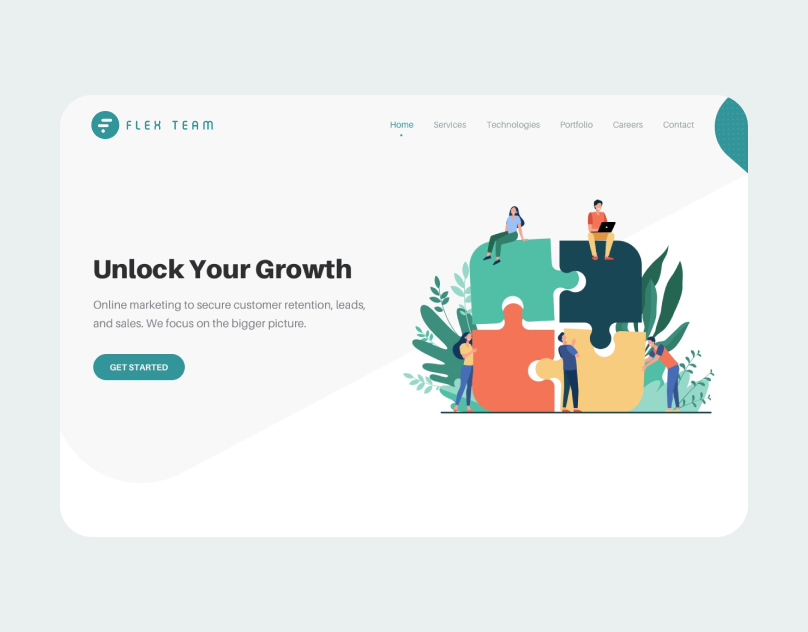 FLEX TEAM
Home Services Technologies Portfolio Careers Contact
Unlock Your Growth
Online marketing to secure customer retention, leads,
and sales. We focus on the bigger picture.
GET STARTED